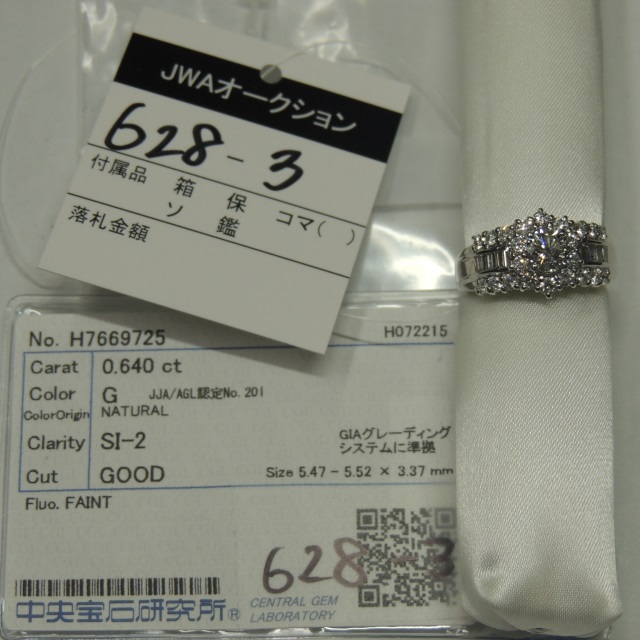 JWAオークション
628-3
付属品 箱 保 コマ( )
ソ 鑑
落札金額
No. H7669725 H072215
Carat 0.640 ct
Color G JJA/AGL認定No.201
ColorOrigin NATURAL
Clarity SI-2 GIAグレーディング
システムに準拠
Cut GOOD Size 5.47 - 5.52 × 3.37 mm
Fluo. FAINT
628-3
中央宝石研究所® CENTRAL GEM
LABORATORY